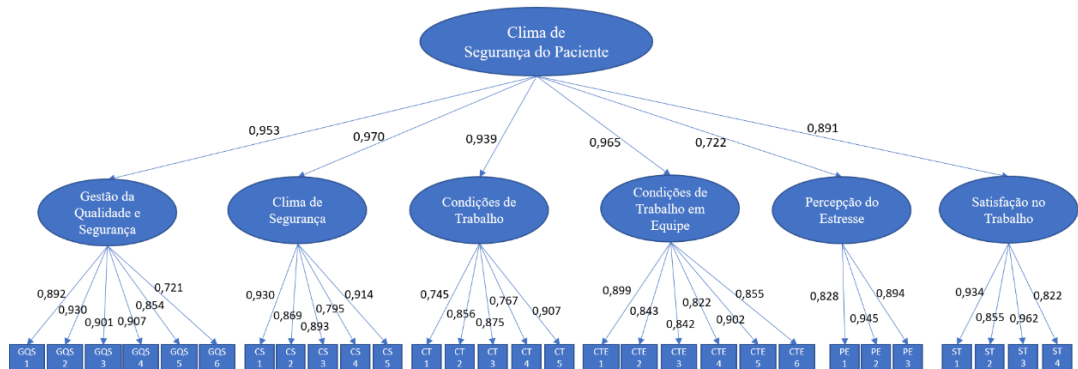 Clima de
Segurança do Paciente
0,953
0,970
0,939
0,965
0,722
0,891
Gestão da
Qualidade e
Segurança
Clima de
Segurança
Condições de
Trabalho
Condições de
Trabalho em
Equipe
Percepção do
Estresse
Satisfação no
Trabalho
0,892
0,930
0,901
0,907
0,854
0,721
0,930
0,869
0,893
0,795
0,914
0,745
0,856
0,875
0,767
0,907
0,899
0,843
0,842
0,822
0,902
0,855
0,828
0,945
0,894
0,934
0,855
0,962
0,822
GQS
1
GQS
2
GQS
3
GQS
4
GQS
5
GQS
6
CS
1
CS
2
CS
3
CS
4
CS
5
CT
1
CT
2
CT
3
CT
4
CT
5
CTE
1
CTE
2
CTE
3
CTE
4
CTE
5
CTE
6
PE
1
PE
2
PE
3
ST
1
ST
2
ST
3
ST
4